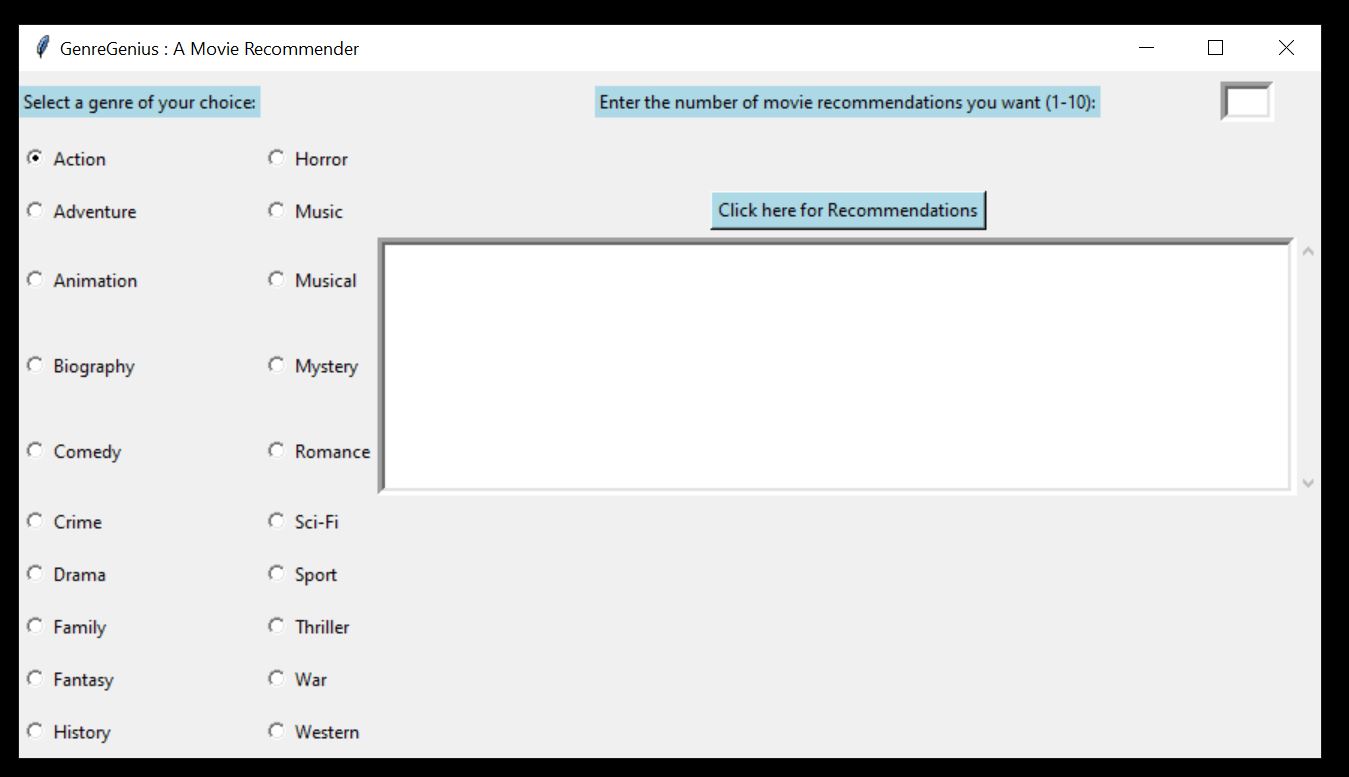 GenreGenius : A Movie Recommender
Select a genre of your choice:
Enter the number of movie recommendations you want (1-10):
Action
Horror
Adventure
Music
Click here for Recommendations
Animation
Musical
Biography
Mystery
Comedy
Romance
Crime
Sci-Fi
Drama
Sport
Family
Thriller
Fantasy
War
History
Western